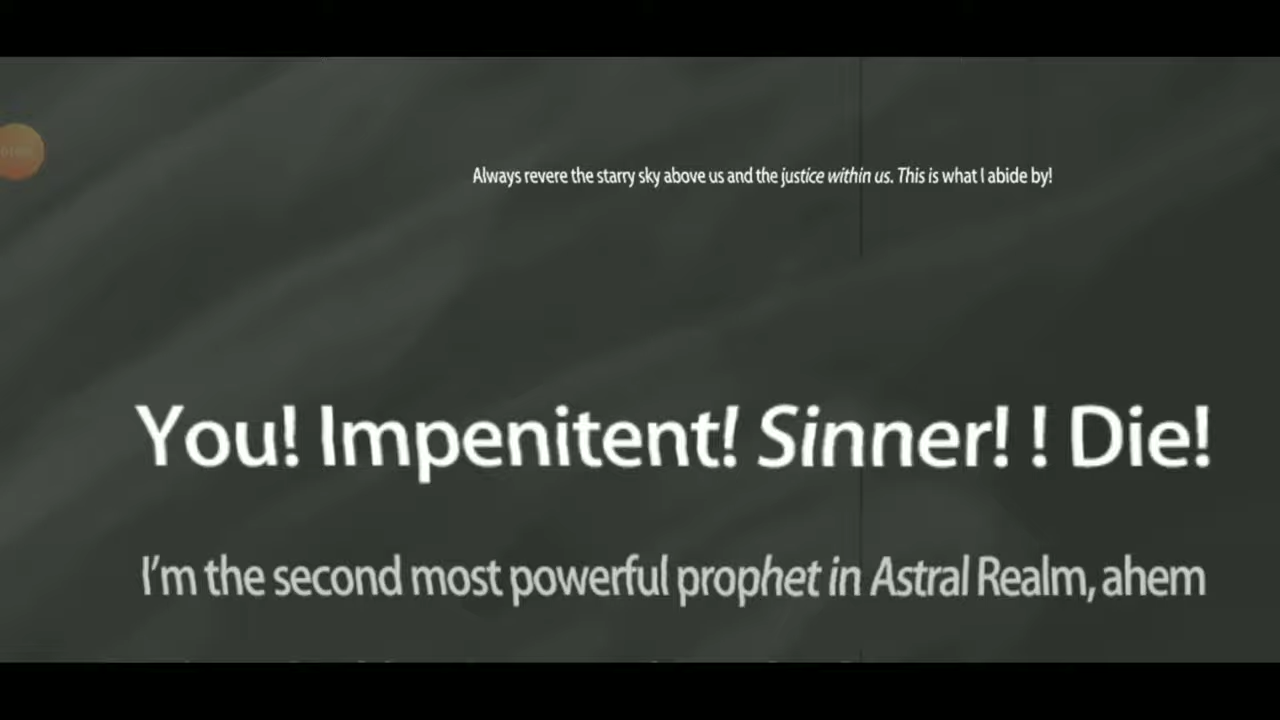 Always revere the starry sky above us and the justice within us. This is what I abide by!
You! Impenitent! Sinner! ! Die!
I'm the second most powerful prophet in Astral Realm, ahem